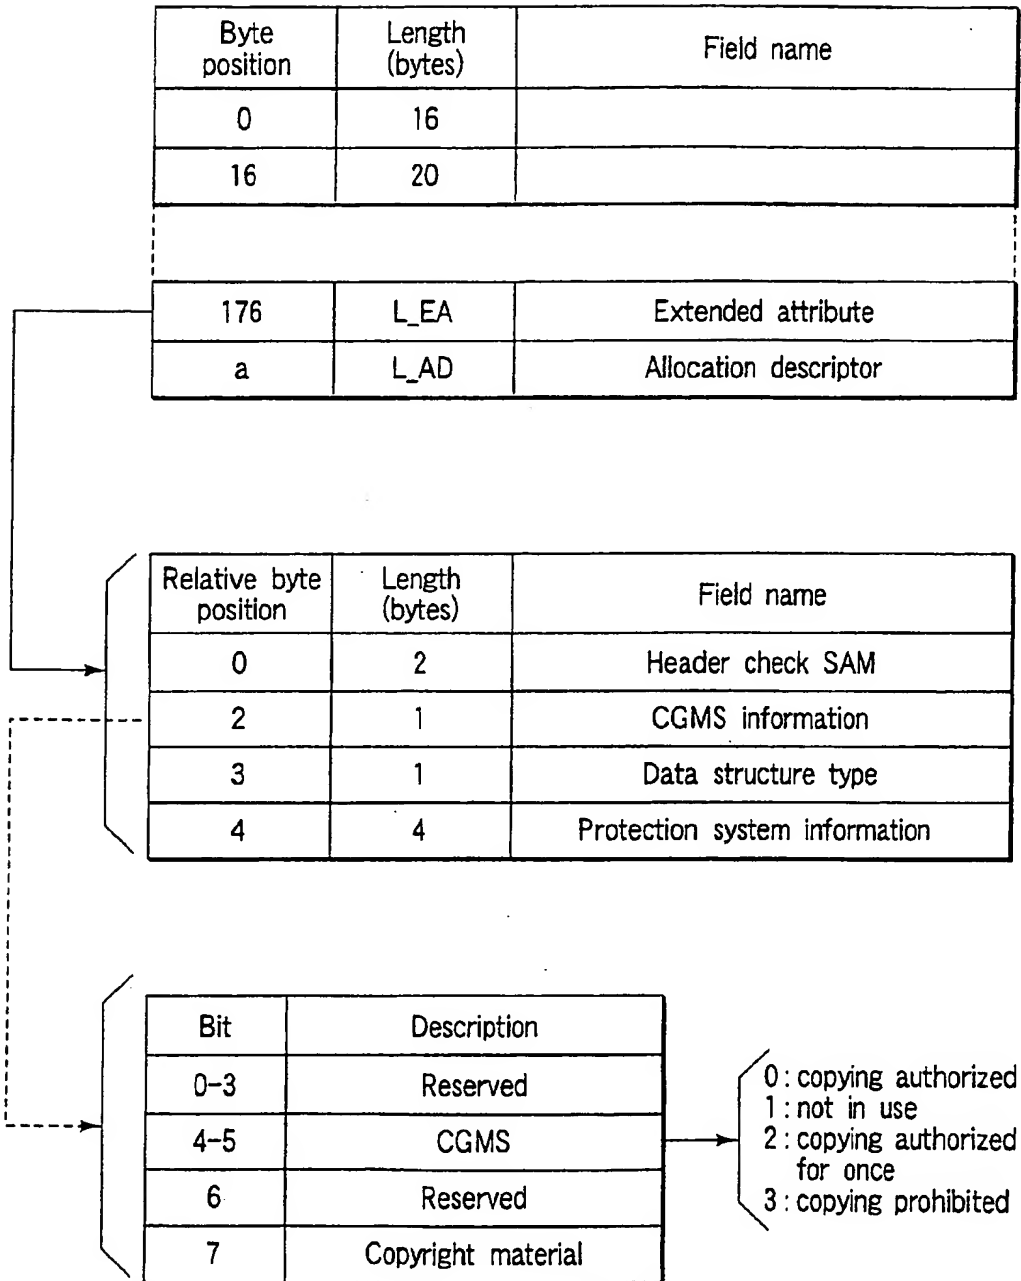 Byte position Length (bytes) Field name
0 16
16 20
176 L_EA Extended attribute
a L_AD Allocation descriptor
Relative byte position Length (bytes) Field name
0 2 Header check SAM
2 1 CGMS information
3 1 Data structure type
4 4 Protection system information
Bit Description
0-3 Reserved
4-5 CGMS
6 Reserved
7 Copyright material
0: copying authorized
1: not in use
2: copying authorized
for once
3: copying prohibited